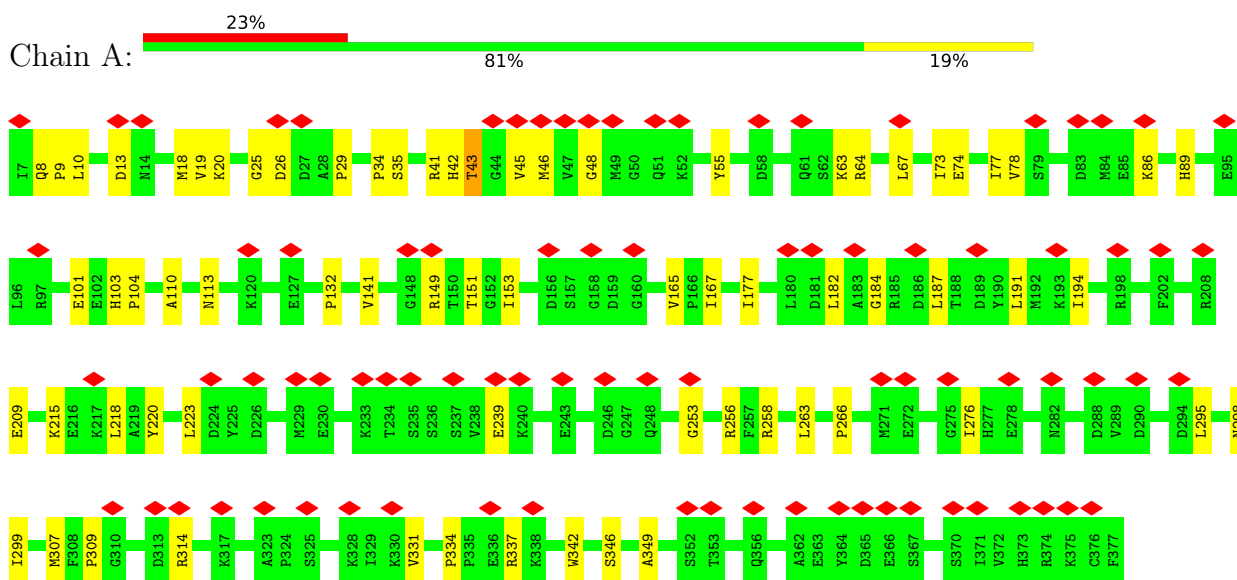 23%
Chain A:
81% 19%
I7 Q8 P9 L10 D13 N14 M18 V19 K20 G25 D26 D27 A28 P29 P34 S35 R41 H42 T43 G44 V45 M46 V47 G48 M49 G50 Q51 K52 Y55 D58 Q61 S62 K63 R64 L67 I73 E74 I77 V78 S79 D83 M84 E85 K86 H89 E95
L96 R97 E101 E102 H103 P104 A110 N113 K120 E127 P132 V141 G148 R149 T150 T151 G152 I153 D156 S157 G158 D159 G160 V165 P166 I167 I177 L180 D181 L182 A183 G184 R185 D186 L187 T188 D189 Y190 L191 M192 K193 I194 R198 F202 R208
E209 K215 E216 K217 L218 A219 Y220 L223 D224 Y225 D226 M229 E230 K233 T234 S235 S236 S237 V238 E239 K240 E243 D246 G247 Q248 G253 R256 F257 R258 L263 P266 M271 E272 G275 I276 H277 E278 N282 D288 V289 D290 D294 L295
I299 M307 F308 P309 G310 D313 R314 K317 A323 P324 S325 K328 I329 K330 V331 P334 P335 E336 R337 K338 W342 S346 A349 S352 T353 Q356 A362 E363 Y364 D365 E366 S367 S370 I371 V372 H373 R374 K375 C376 F377